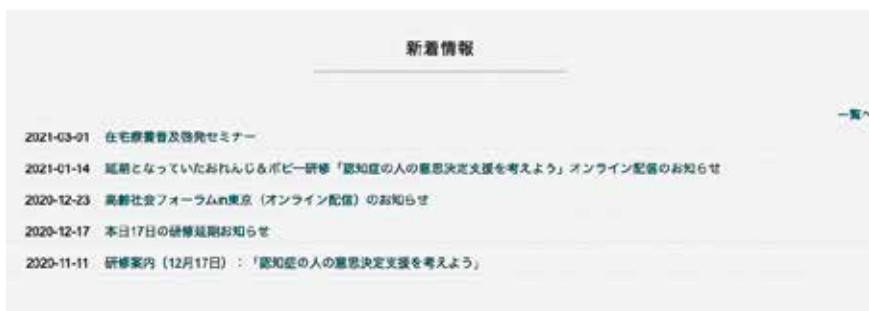 新着情報
一覧へ
2021-03-01 在宅療養普及啓発セミナー
2021-01-14 延期となっていたおれんじ&ポピー研修「認知症の人の意思決定支援を考えよう」オンライン配信のお知らせ
2020-12-23 高齢社会フォーラムin東京（オンライン配信）のお知らせ
2020-12-17 本日17日の研修延期お知らせ
2020-11-11 研修案内（12月17日）：「認知症の人の意思決定支援を考えよう」